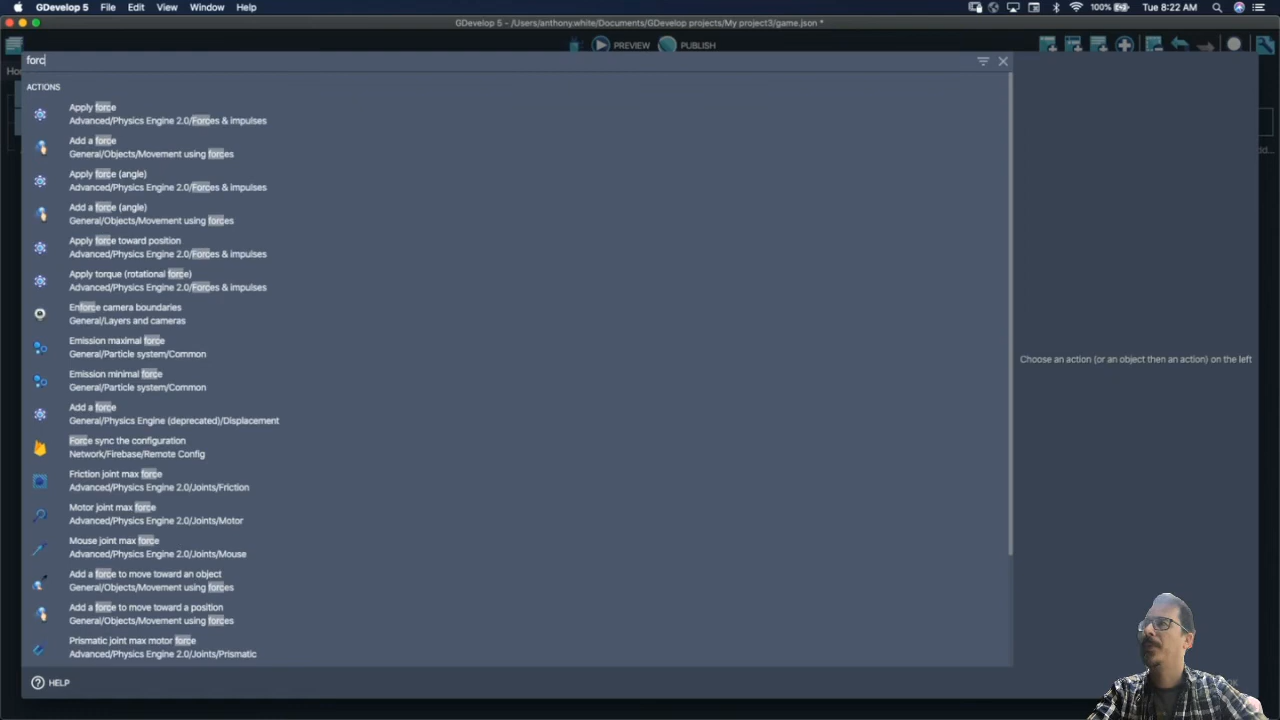 GDevelop 5 File Edit View Window Help 100% Tue 8:22 AM
GDevelop 5 - /Users/anthony.white/Documents/GDevelop projects/My project3/game.json *
PREVIEW PUBLISH
forc
ACTIONS
Apply force
Advanced/Physics Engine 2.0/Forces & impulses
Add a force
General/Objects/Movement using forces
Apply force (angle)
Advanced/Physics Engine 2.0/Forces & impulses
Add a force (angle)
General/Objects/Movement using forces
Apply force toward position
Advanced/Physics Engine 2.0/Forces & impulses
Apply torque (rotational force)
Advanced/Physics Engine 2.0/Forces & impulses
Enforce camera boundaries
General/Layers and cameras
Emission maximal force
General/Particle system/Common
Emission minimal force
General/Particle system/Common
Add a force
General/Physics Engine (deprecated)/Displacement
Force sync the configuration
Network/Firebase/Remote Config
Friction joint max force
Advanced/Physics Engine 2.0/Joints/Friction
Motor joint max force
Advanced/Physics Engine 2.0/Joints/Motor
Mouse joint max force
Advanced/Physics Engine 2.0/Joints/Mouse
Add a force to move toward an object
General/Objects/Movement using forces
Add a force to move toward a position
General/Objects/Movement using forces
Prismatic joint max motor force
Advanced/Physics Engine 2.0/Joints/Prismatic
Choose an action (or an object then an action) on the left
HELP